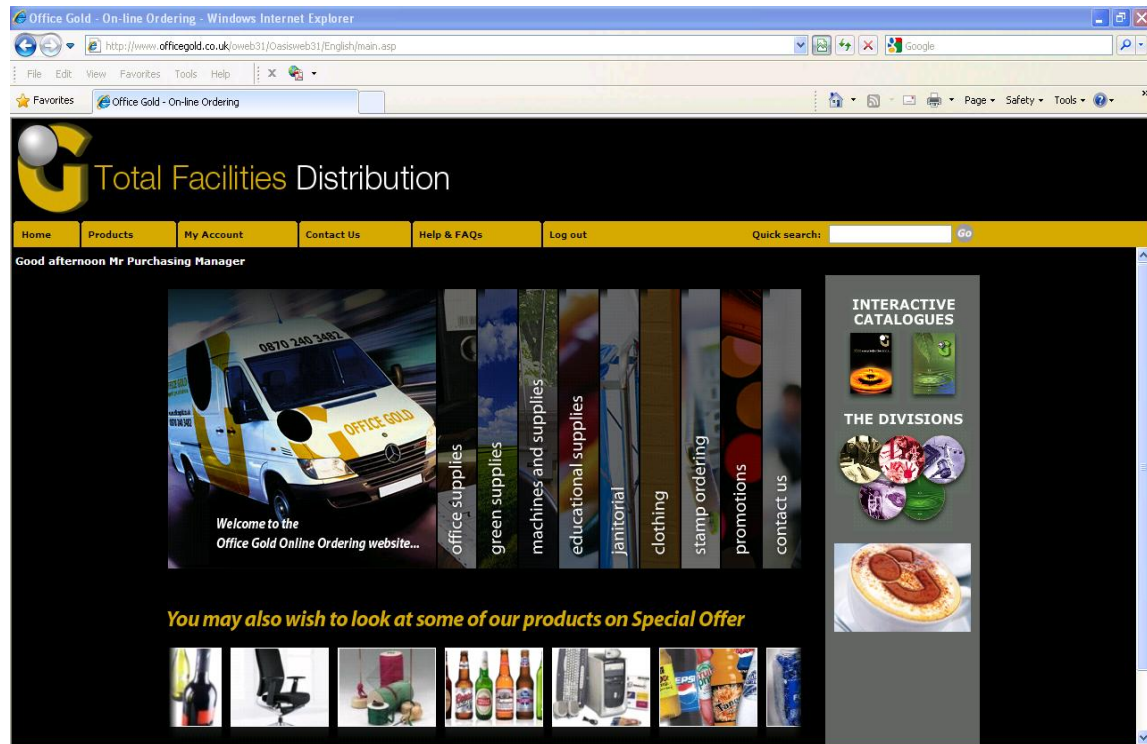 Office Gold - On-line Ordering - Windows Internet Explorer
http://www.officegold.co.uk/oweb31/Oasisweb31/English/main.asp
Google
File Edit View Favorites Tools Help
Favorites
Office Gold - On-line Ordering
Page Safety Tools
Total Facilities Distribution
Home Products My Account Contact Us Help & FAQs Log out Quick search: Go
Good afternoon Mr Purchasing Manager
0870 240 3482
OFFICE GOLD
Welcome to the
Office Gold Online Ordering website...
office supplies
green supplies
machines and supplies
educational supplies
janitorial
clothing
stamp ordering
promotions
contact us
INTERACTIVE
CATALOGUES
THE DIVISIONS
You may also wish to look at some of our products on Special Offer
PEPSI
Tango